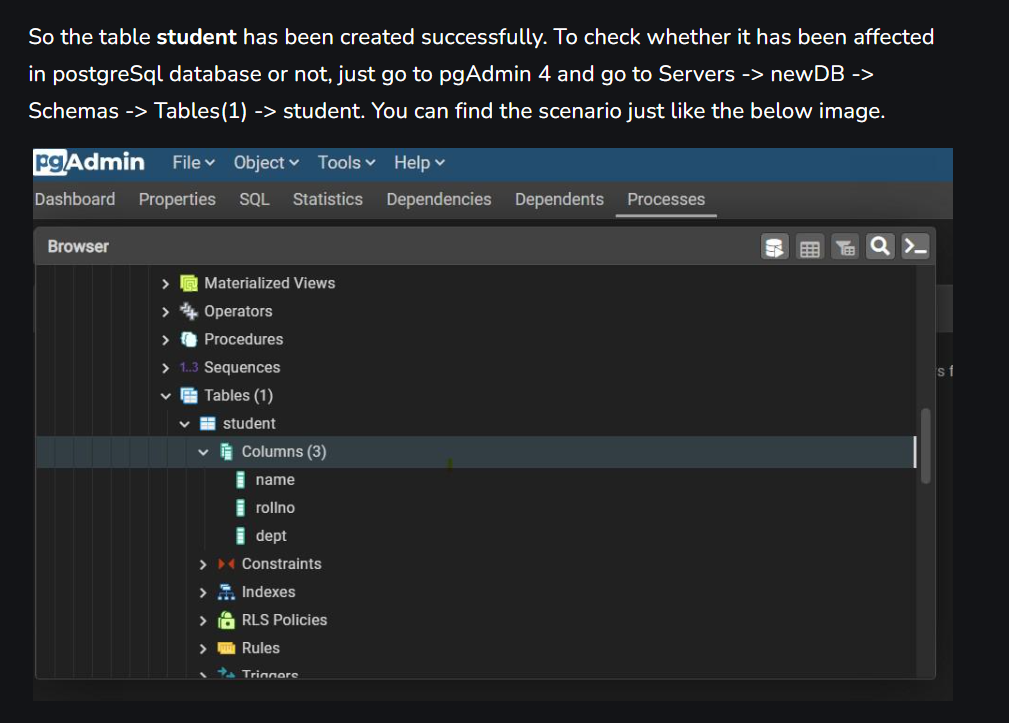 So the table student has been created successfully. To check whether it has been affected
in postgreSql database or not, just go to pgAdmin 4 and go to Servers -> newDB ->
Schemas -> Tables(1) -> student. You can find the scenario just like the below image.
pgAdmin File Object Tools Help
Dashboard Properties SQL Statistics Dependencies Dependents Processes
Browser
Materialized Views
Operators
Procedures
1..3 Sequences
s f
Tables (1)
student
Columns (3)
name
rollno
dept
Constraints
Indexes
RLS Policies
Rules
Triggers